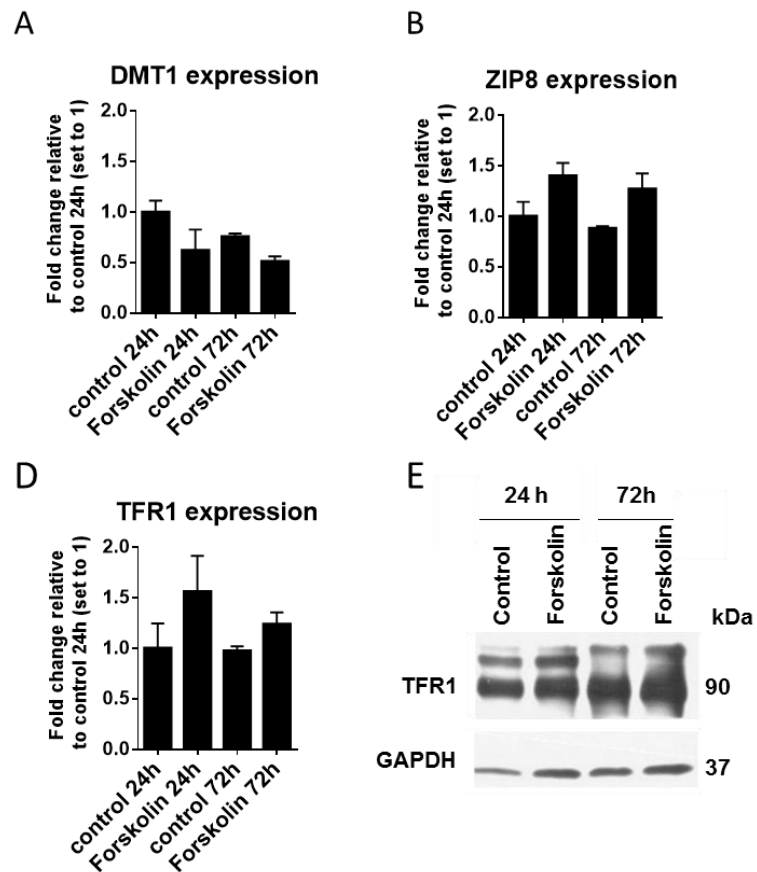 A
DMT1 expression
Fold change relative
to control 24h (set to 1)
2.0
1.5
1.0
0.5
0.0
control 24h
Forskolin 24h
control 72h
Forskolin 72h
B
ZIP8 expression
Fold change relative
to control 24h (set to 1)
2.0
1.5
1.0
0.5
0.0
control 24h
Forskolin 24h
control 72h
Forskolin 72h
D
TFR1 expression
Fold change relative
to control 24h (set to 1)
2.0
1.5
1.0
0.5
0.0
control 24h
Forskolin 24h
control 72h
Forskolin 72h
E
24 h 72h
Control
Forskolin
Control
Forskolin
kDa
TFR1 90
GAPDH 37